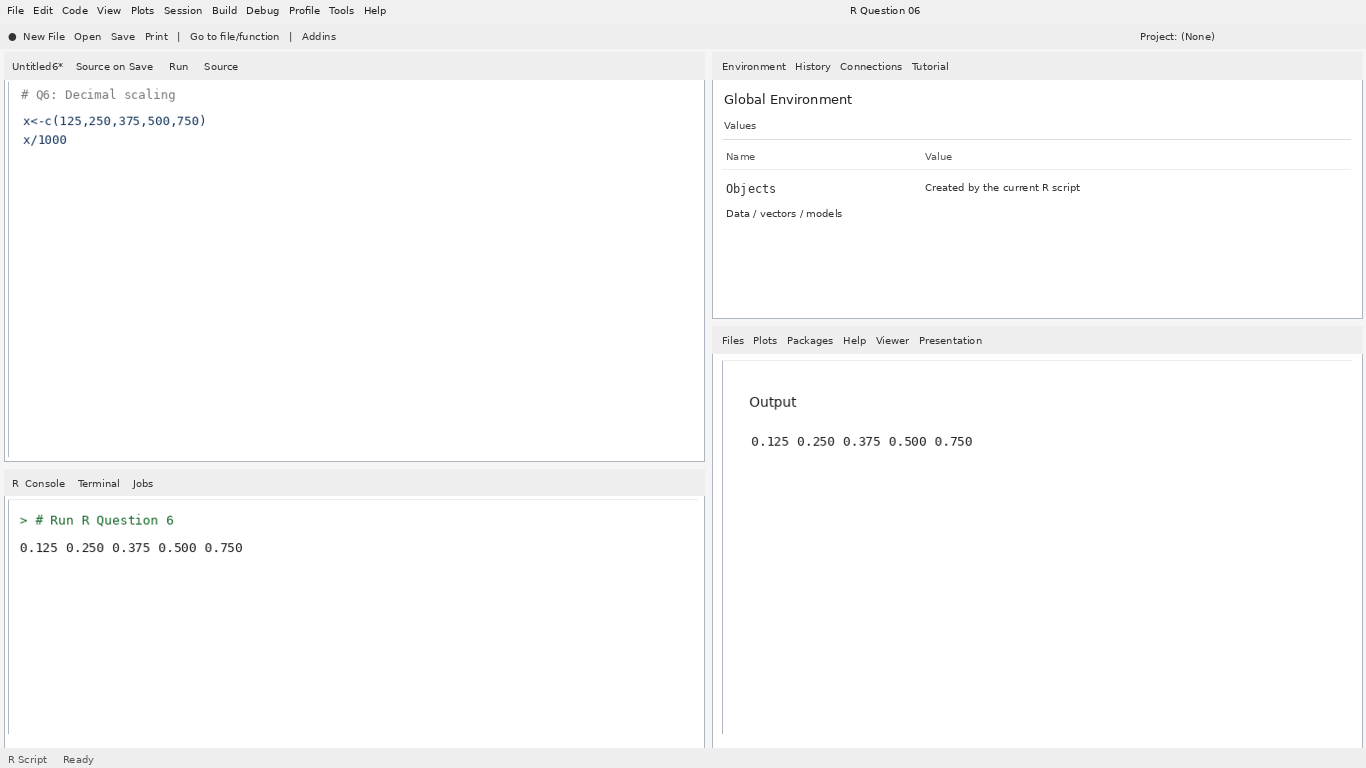 File Edit Code View Plots Session Build Debug Profile Tools Help
R Question 06
● New File Open Save Print | Go to file/function | Addins
Project: (None)
Untitled6* Source on Save Run Source
# Q6: Decimal scaling
x<-c(125,250,375,500,750)
x/1000
R Console Terminal Jobs
> # Run R Question 6
0.125 0.250 0.375 0.500 0.750
Environment History Connections Tutorial
Global Environment
Values
Name Value
Objects Created by the current R script
Data / vectors / models
Files Plots Packages Help Viewer Presentation
Output
0.125 0.250 0.375 0.500 0.750
R Script Ready